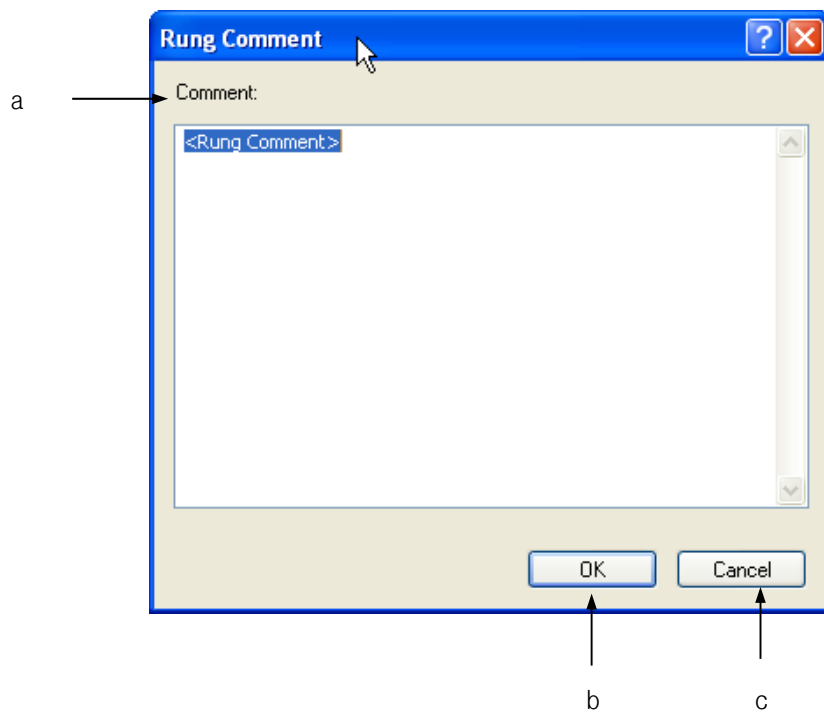 Rung Comment
a
Comment:
<Rung Comment>
OK
Cancel
b
c